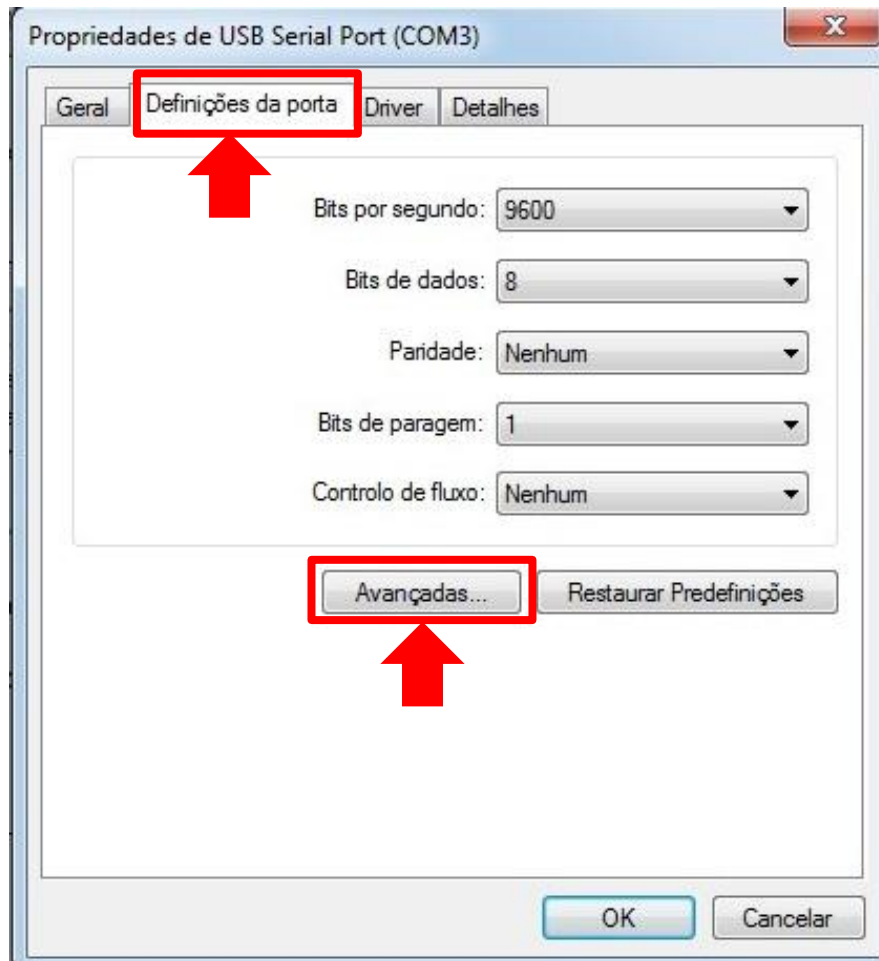 Propriedades de USB Serial Port (COM3)
Geral Definições da porta Driver Detalhes
Bits por segundo: 9600
Bits de dados: 8
Paridade: Nenhum
Bits de paragem: 1
Controlo de fluxo: Nenhum
Avançadas... Restaurar Predefinições
OK Cancelar